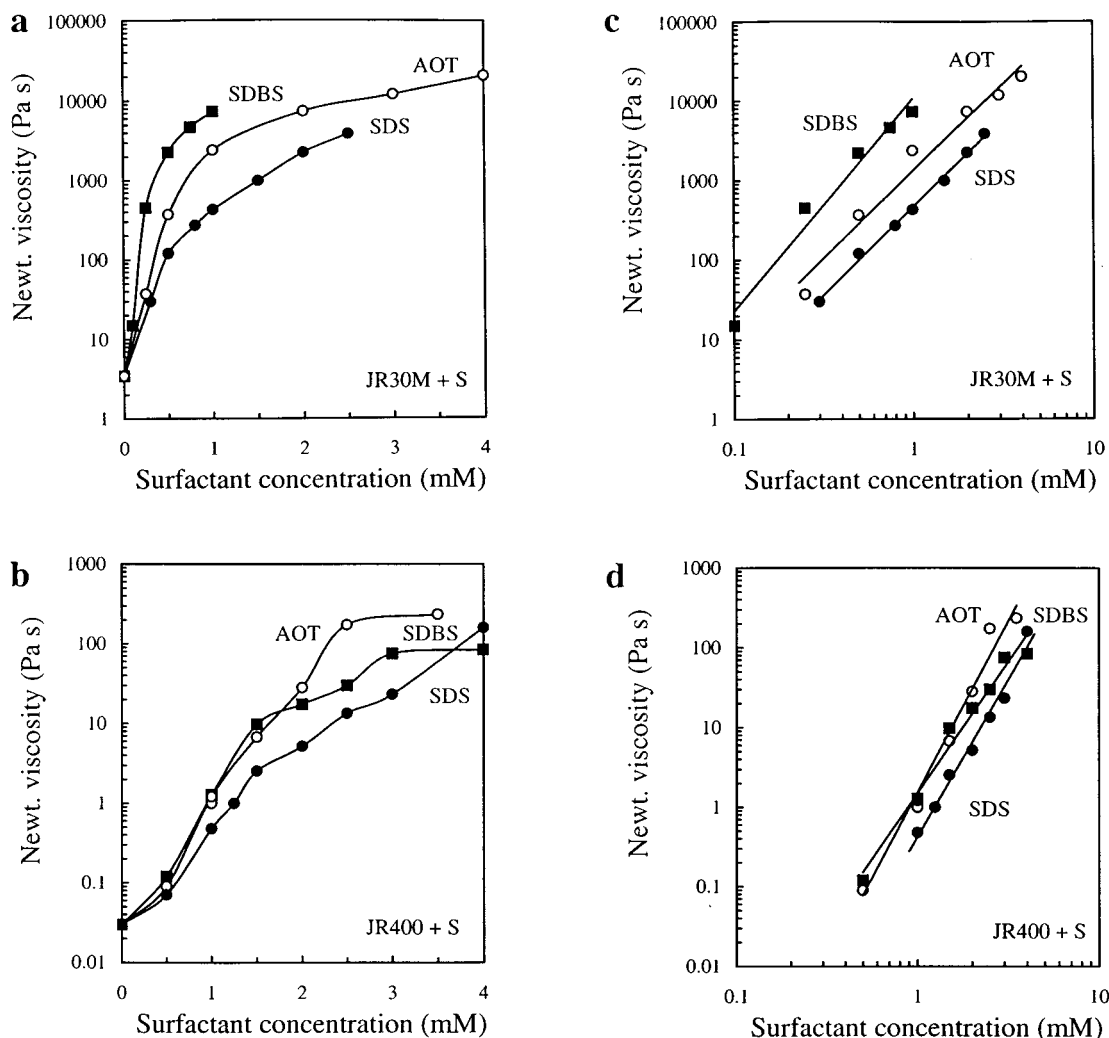 a
100000
10000
1000
100
10
1
Newt. viscosity (Pa s)
SDBS
AOT
SDS
JR30M + S
0 1 2 3 4
Surfactant concentration (mM)
c
100000
10000
1000
100
10
1
Newt. viscosity (Pa s)
AOT
SDBS
SDS
JR30M + S
0.1 1 10
Surfactant concentration (mM)
b
1000
100
10
1
0.1
0.01
Newt. viscosity (Pa s)
AOT
SDBS
SDS
JR400 + S
0 1 2 3 4
Surfactant concentration (mM)
d
1000
100
10
1
0.1
0.01
Newt. viscosity (Pa s)
AOT
SDBS
SDS
JR400 + S
0.1 1 10
Surfactant concentration (mM)